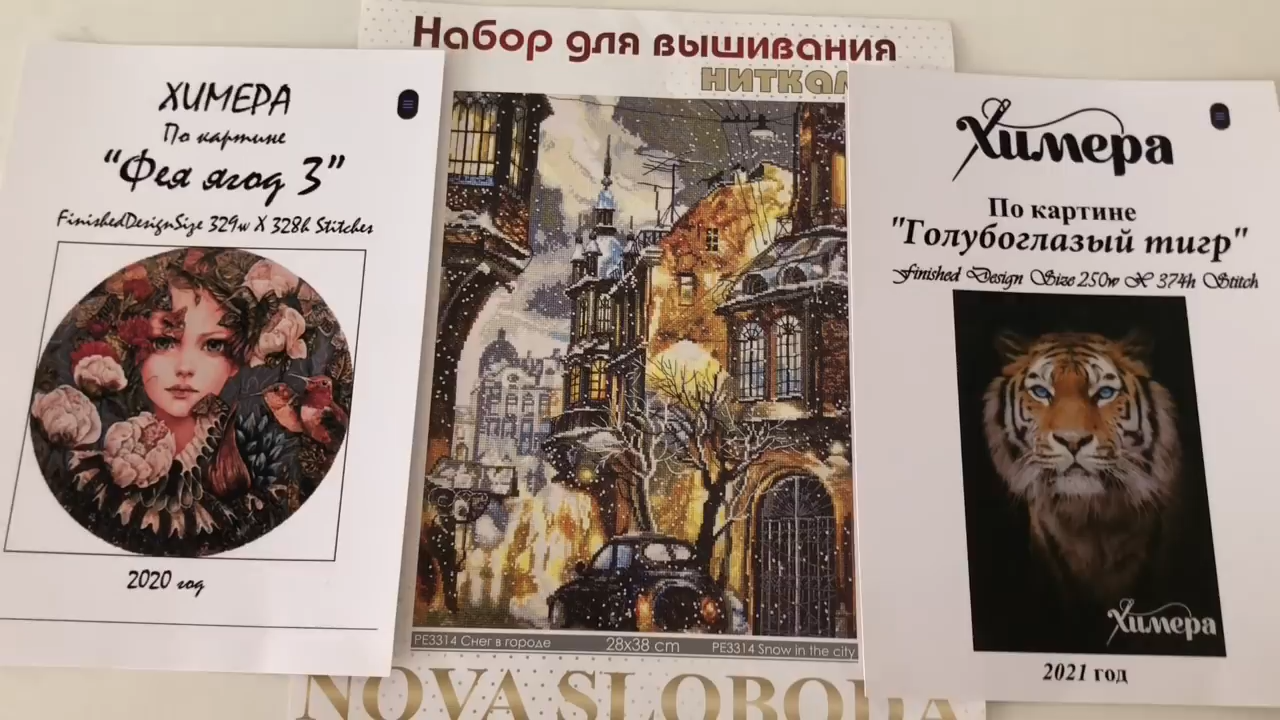 ХИМЕРА
По картине
"Фея ягод 3"
FinishedDesignSize 329w X 328h Stitches
2020 год
Набор для вышивания
нитка
PE3314 Снег в городе
28x38 cm
PE3314 Snow in the city
NOVA SLOBODA
Химера
По картине
"Голубоглазый тигр"
Finished Design Size 250w X 374h Stitch
Химера
2021 год